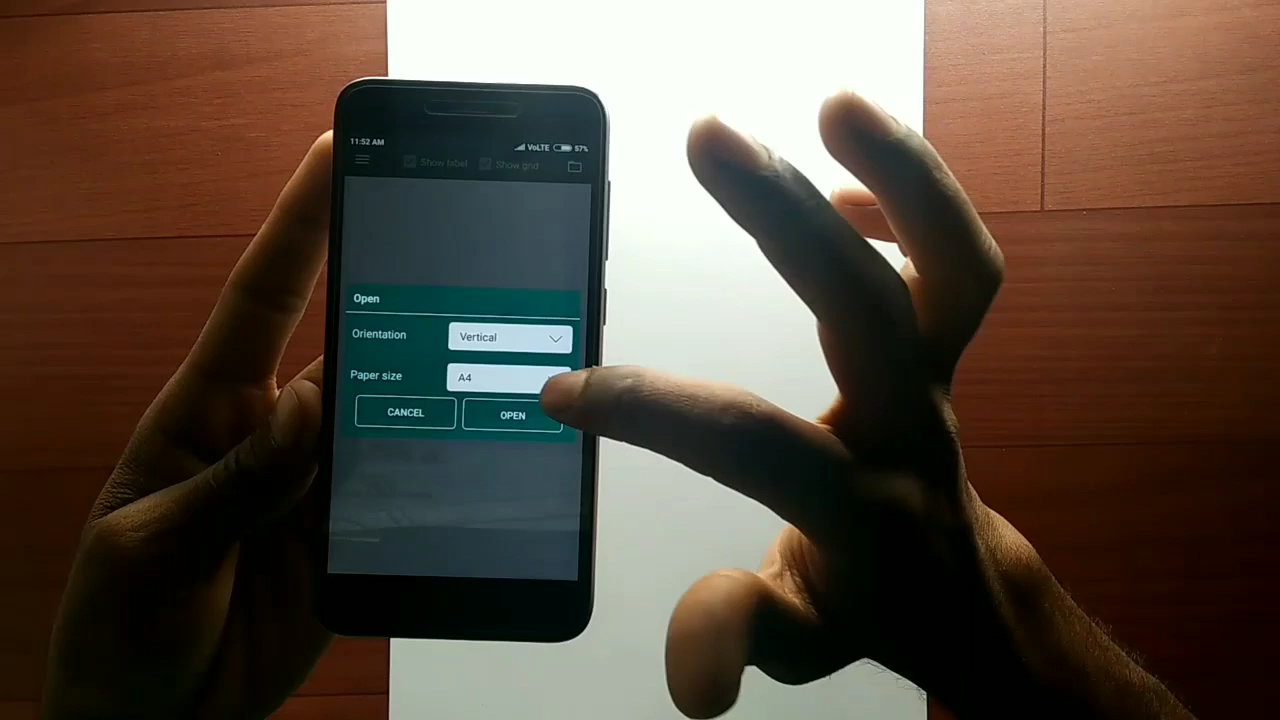 11:52 AM VoLTE 57%
Show label Show grid
Open
Orientation Vertical
Paper size A4
CANCEL OPEN